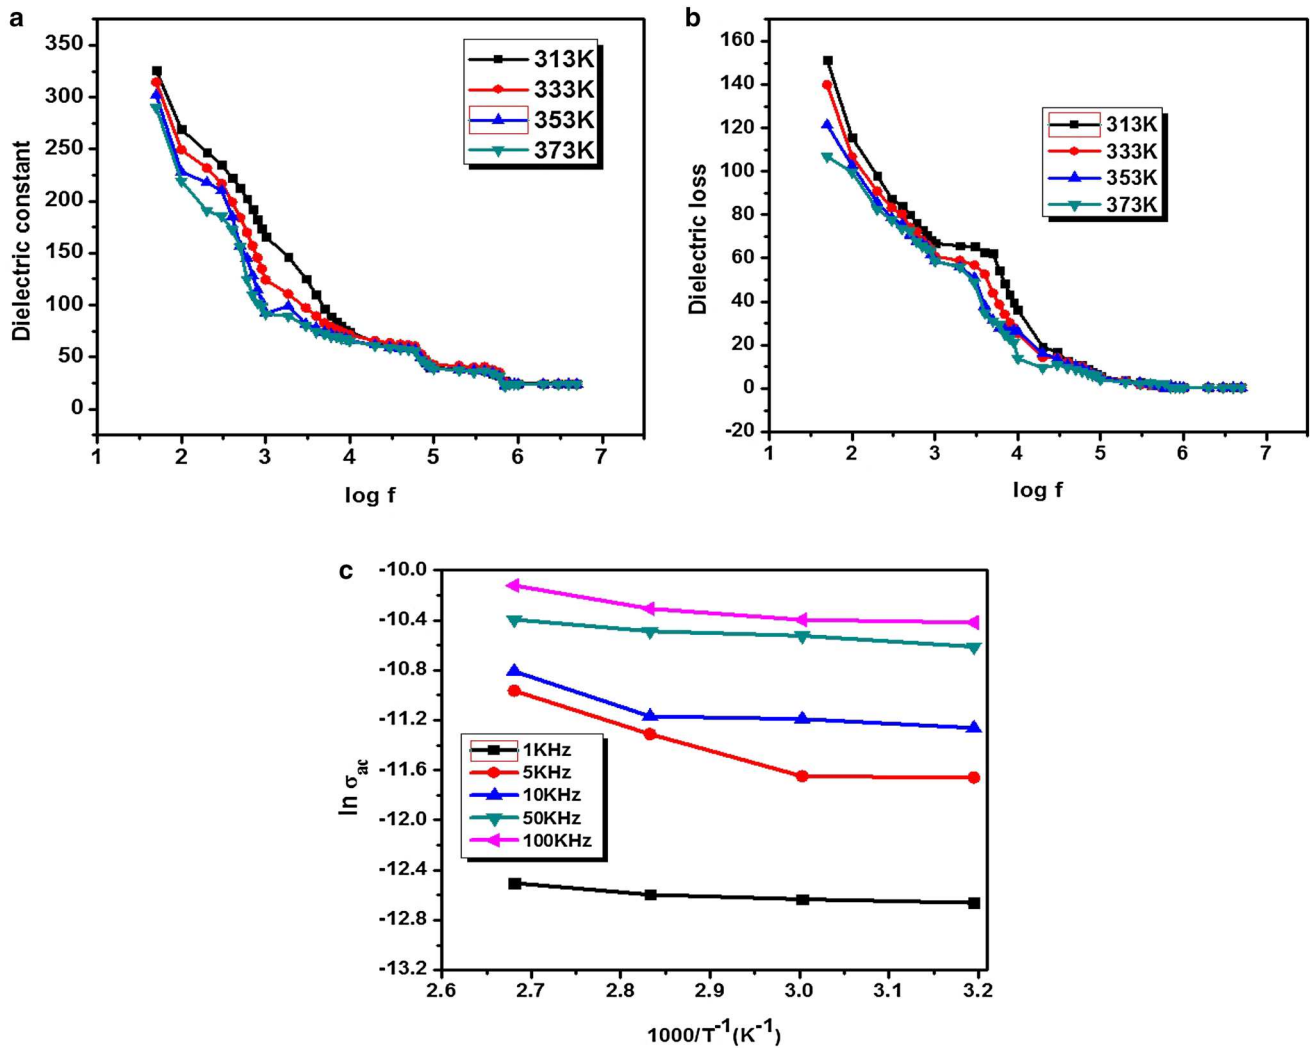 a
350
300
250
200
150
100
50
0
1 2 3 4 5 6 7
Dielectric constant
log f
313K
333K
353K
373K
b
160
140
120
100
80
60
40
20
0
-20
1 2 3 4 5 6 7
Dielectric loss
log f
313K
333K
353K
373K
c
-10.0
-10.4
-10.8
-11.2
-11.6
-12.0
-12.4
-12.8
-13.2
2.6 2.7 2.8 2.9 3.0 3.1 3.2
ln σac
1000/T⁻¹(K⁻¹)
1KHz
5KHz
10KHz
50KHz
100KHz